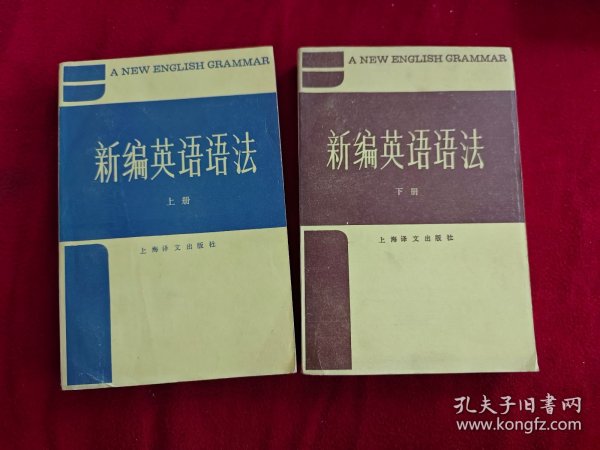 A NEW ENGLISH GRAMMAR
新编英语语法
上册
上海译文出版社
A NEW ENGLISH GRAMMAR
新编英语语法
下册
上海译文出版社
孔夫子旧书网
www.kongfz.com